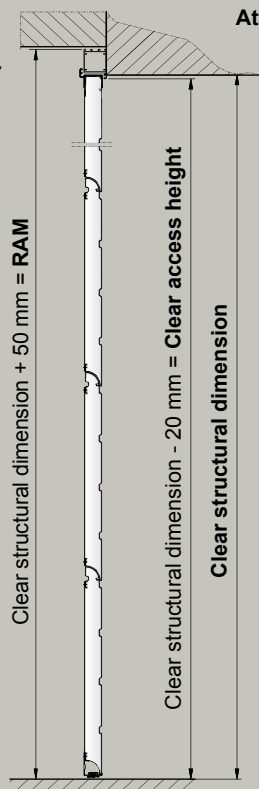 At
Clear structural dimension + 50 mm = RAM
Clear structural dimension - 20 mm = Clear access height
Clear structural dimension